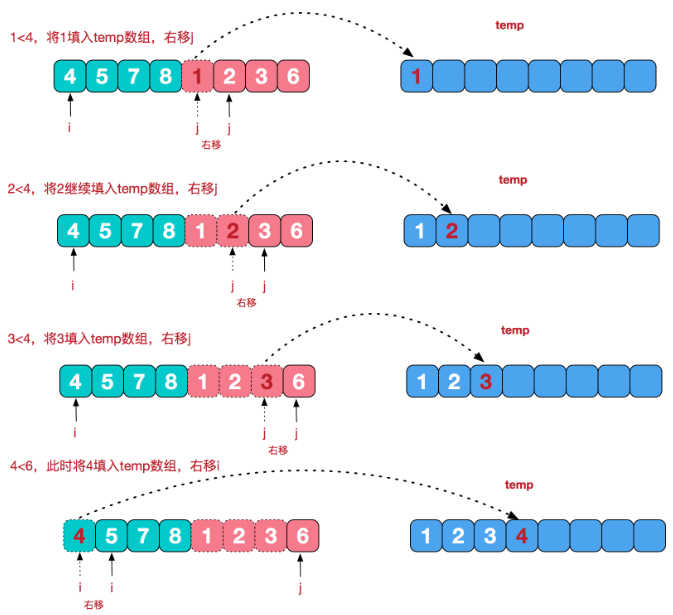 temp
1<4，将1填入temp数组，右移j
4 5 7 8 1 2 3 6
1
i j j
右移
temp
2<4，将2继续填入temp数组，右移j
4 5 7 8 1 2 3 6
1 2
i j j
右移
temp
3<4，将3填入temp数组，右移j
4 5 7 8 1 2 3 6
1 2 3
i j j
右移
4<6，此时将4填入temp数组，右移i
temp
4 5 7 8 1 2 3 6
1 2 3 4
i i j
右移